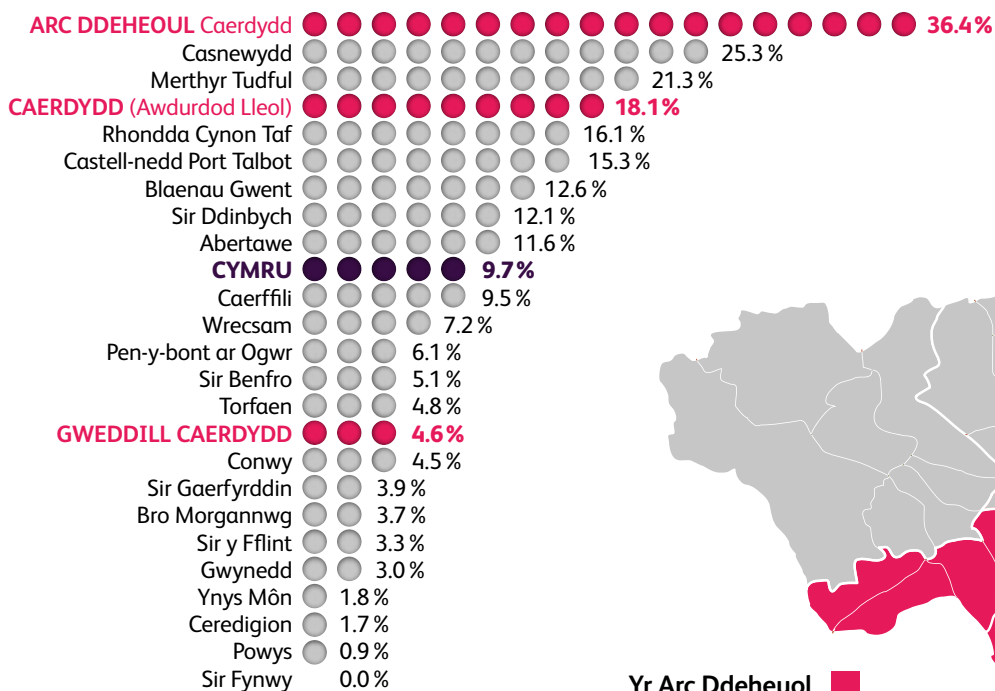 ARC DDEHEOUL Caerdydd 36.4%
Casnewydd 25.3 %
Merthyr Tudful 21.3 %
CAERDYDD (Awdurdod Lleol) 18.1%
Rhondda Cynon Taf 16.1 %
Castell-nedd Port Talbot 15.3 %
Blaenau Gwent 12.6 %
Sir Ddinbych 12.1 %
Abertawe 11.6 %
CYMRU 9.7%
Caerffili 9.5 %
Wrecsam 7.2 %
Pen-y-bont ar Ogwr 6.1 %
Sir Benfro 5.1 %
Torfaen 4.8 %
GWEDDILL CAERDYDD 4.6%
Conwy 4.5 %
Sir Gaerfyrddin 3.9 %
Bro Morgannwg 3.7 %
Sir y Fflint 3.3 %
Gwynedd 3.0 %
Ynys Môn 1.8 %
Ceredigion 1.7 %
Powys 0.9 %
Sir Fynwy 0.0 %
Yr Arc Ddeheuol